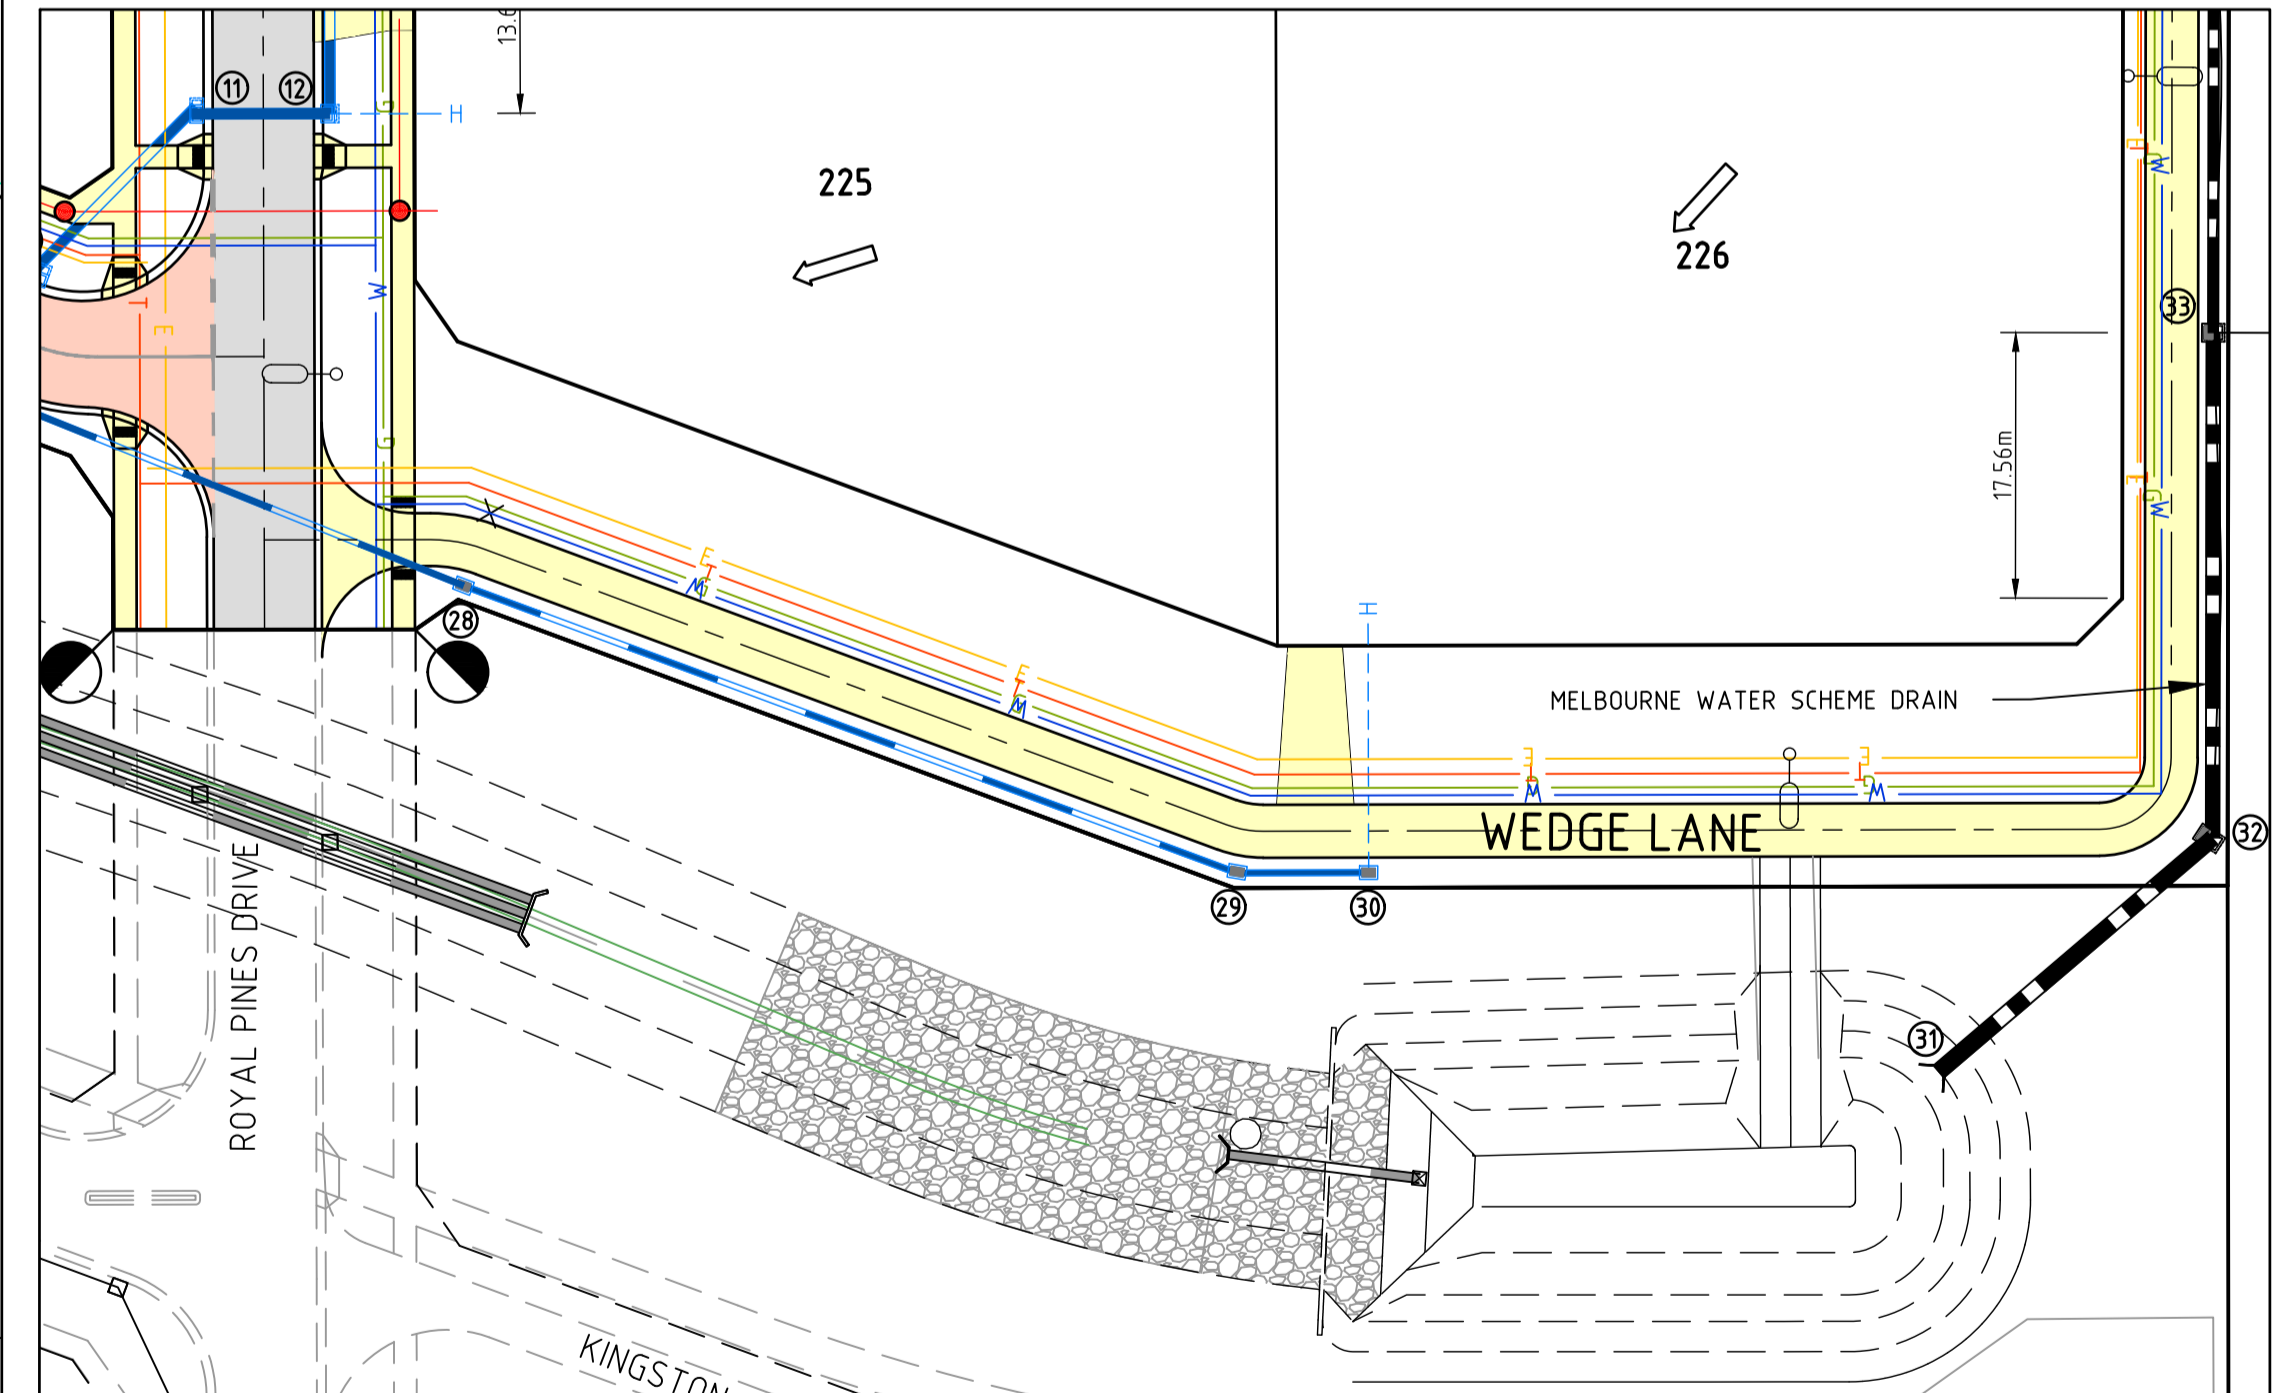 13.6
11
12
H
G
225
226
W
T
E
G
W
T
E
33
G
W
17.56m
E
T
G
W
28
H
E
T
G
W
MELBOURNE WATER SCHEME DRAIN
E
T
G
W
E
T
G
W
WEDGE LANE
32
29
30
31
ROYAL PINES DRIVE
KINGSTON